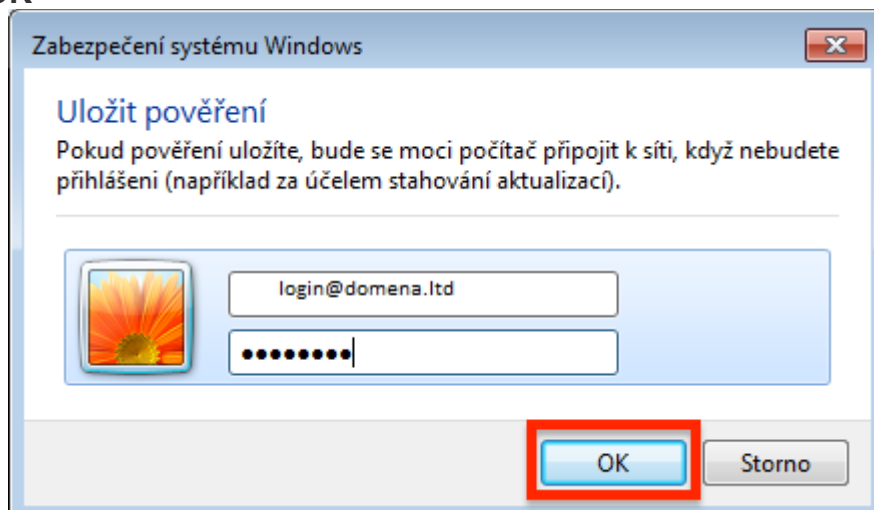 Zabezpečení systému Windows
Uložit pověření
Pokud pověření uložíte, bude se moci počítač připojit k síti, když nebudete
přihlášeni (například za účelem stahování aktualizací).
login@domena.ltd
●●●●●●●●
OK
Storno